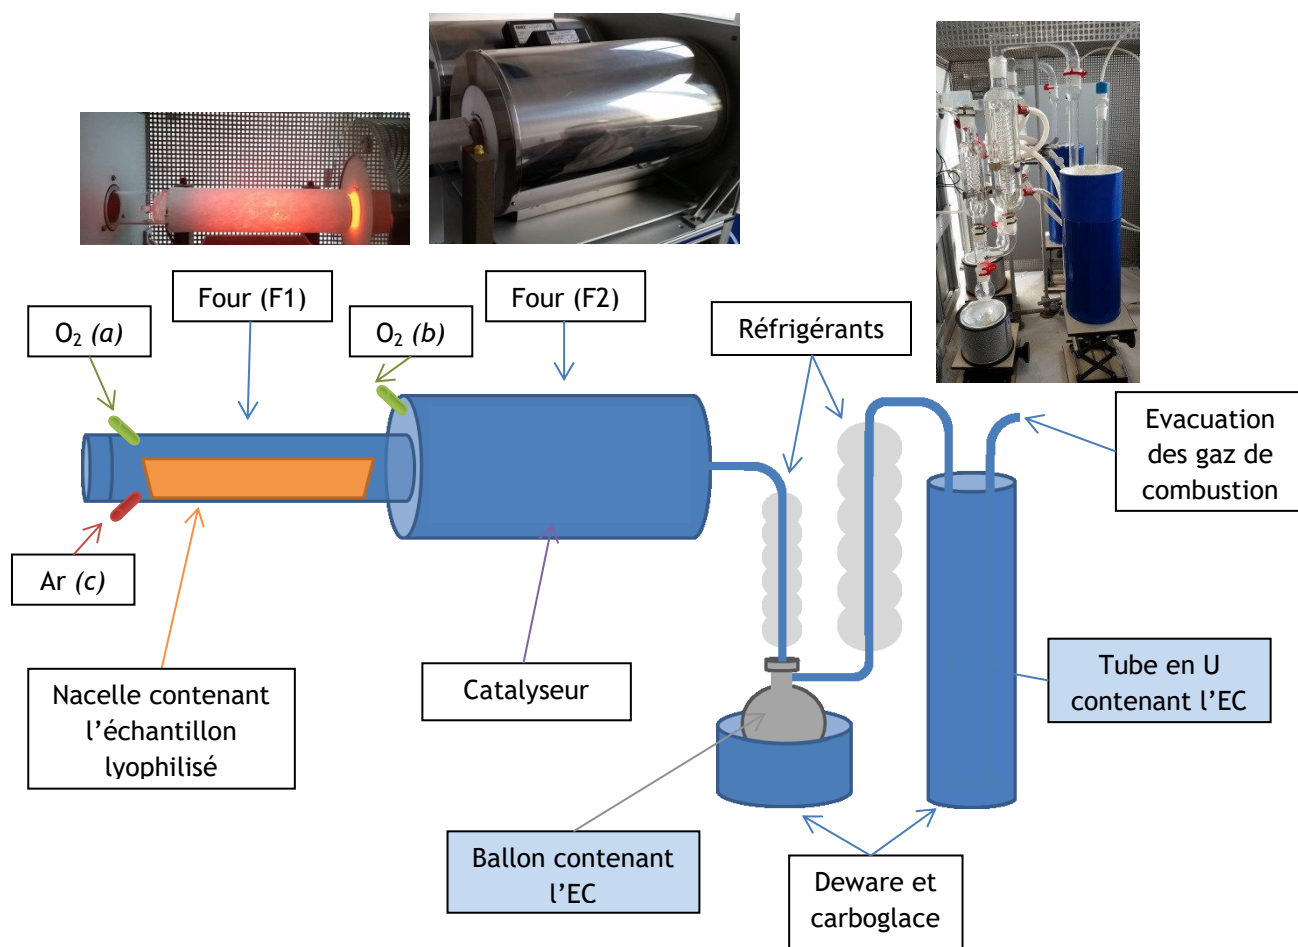 Four (F1)
Four (F2)
O₂ (a)
O₂ (b)
Réfrigérants
Evacuation
des gaz de
combustion
Ar (c)
Nacelle contenant
l’échantillon
lyophilisé
Catalyseur
Tube en U
contenant l’EC
Ballon contenant
l’EC
Deware et
carboglace